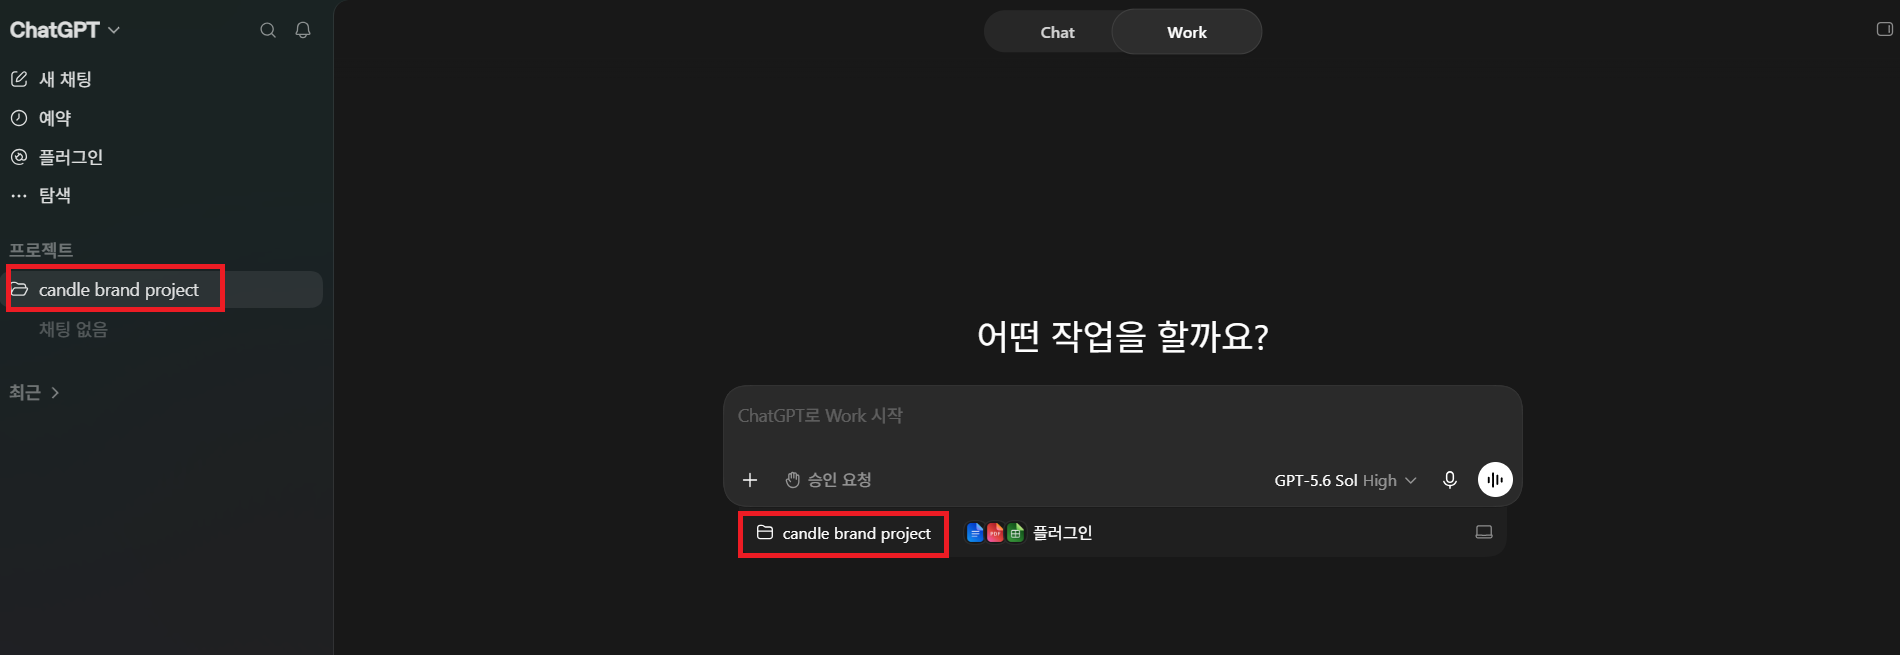 ChatGPT
새 채팅
예약
플러그인
탐색
프로젝트
candle brand project
채팅 없음
최근
Chat
Work
어떤 작업을 할까요?
ChatGPT로 Work 시작
승인 요청
GPT-5.6 Sol High
candle brand project
PDF
플러그인